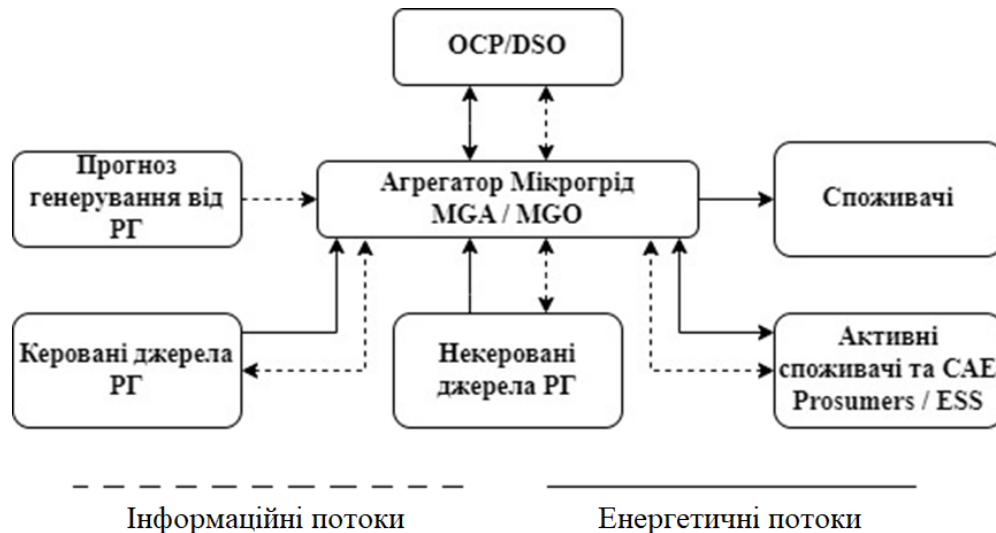 ОСР/DSO
Прогноз
генерування від
РГ
Агрегатор Мікрогрід
MGA / MGO
Споживачі
Керовані джерела
РГ
Некеровані
джерела РГ
Активні
споживачі та САЕ
Prosumers / ESS
Інформаційні потоки
Енергетичні потоки